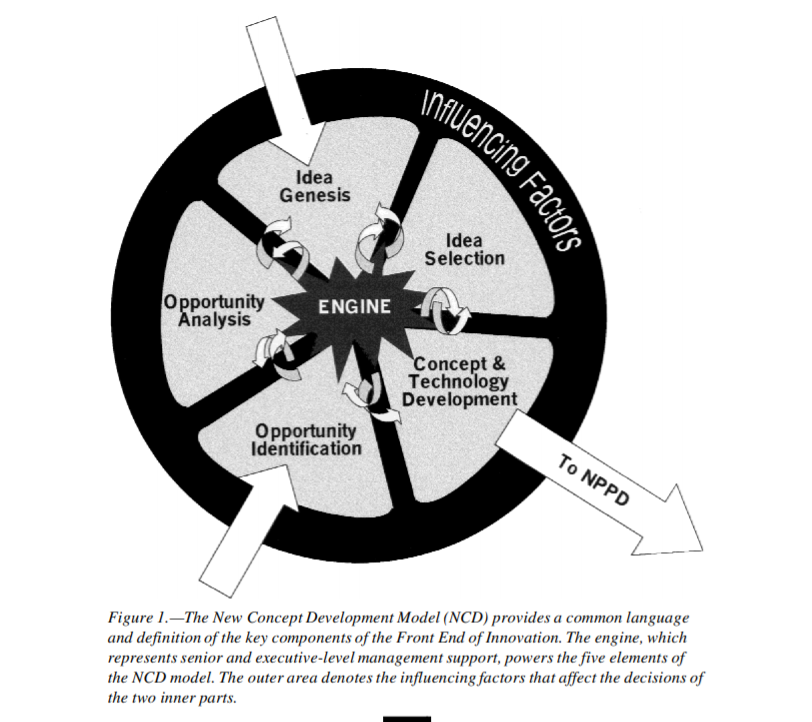 Influencing Factors
Idea
Genesis
Idea
Selection
Opportunity
Analysis
ENGINE
Concept &
Technology
Development
Opportunity
Identification
To NPPD
Figure 1.—The New Concept Development Model (NCD) provides a common language
and definition of the key components of the Front End of Innovation. The engine, which
represents senior and executive-level management support, powers the five elements of
the NCD model. The outer area denotes the influencing factors that affect the decisions of
the two inner parts.